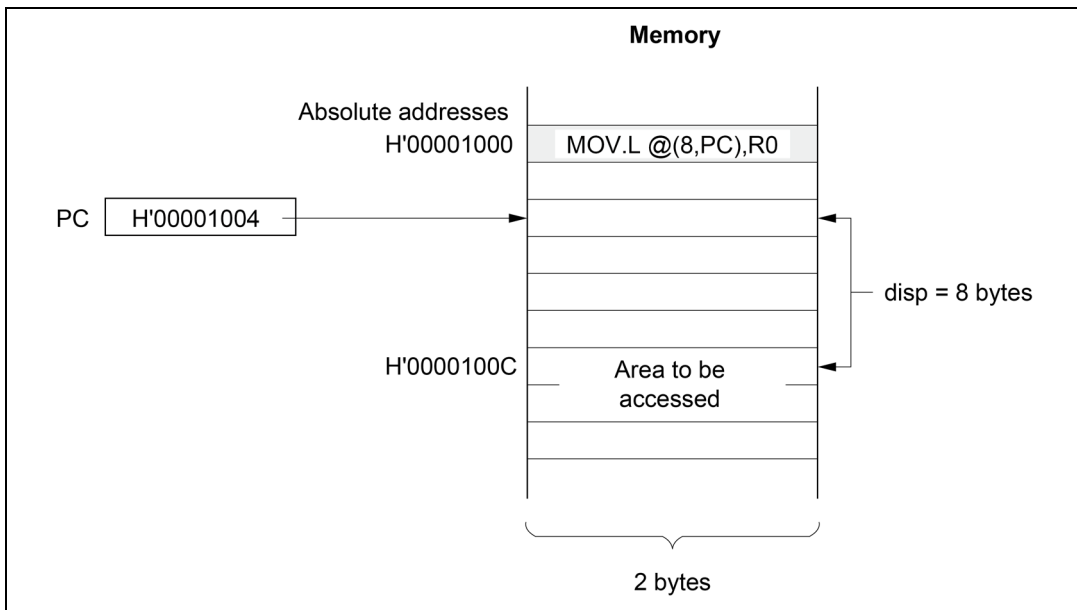 Memory
Absolute addresses
H'00001000
MOV.L @(8,PC),R0
PC
H'00001004
disp = 8 bytes
H'0000100C
Area to be
accessed
2 bytes